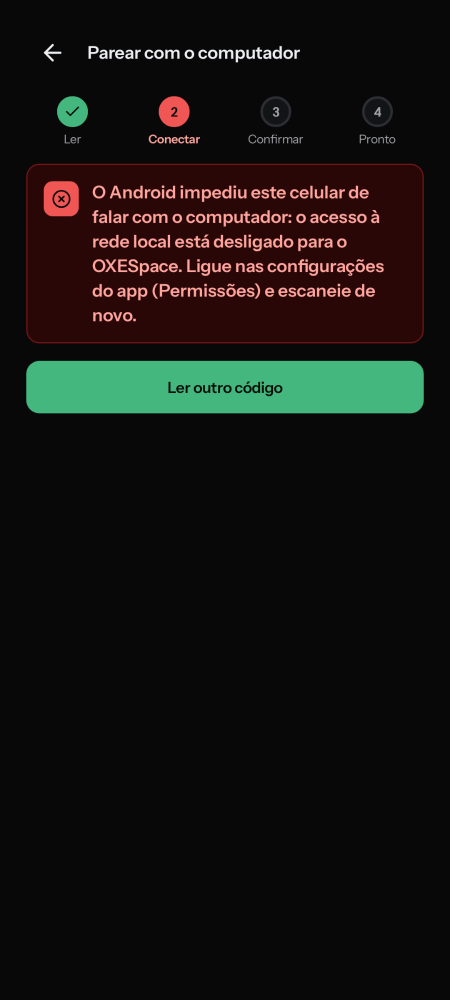 Parear com o computador
2
3
4
Ler
Conectar
Confirmar
Pronto
O Android impediu este celular de
falar com o computador: o acesso à
rede local está desligado para o
OXESpace. Ligue nas configurações
do app (Permissões) e escaneie de
novo.
Ler outro código